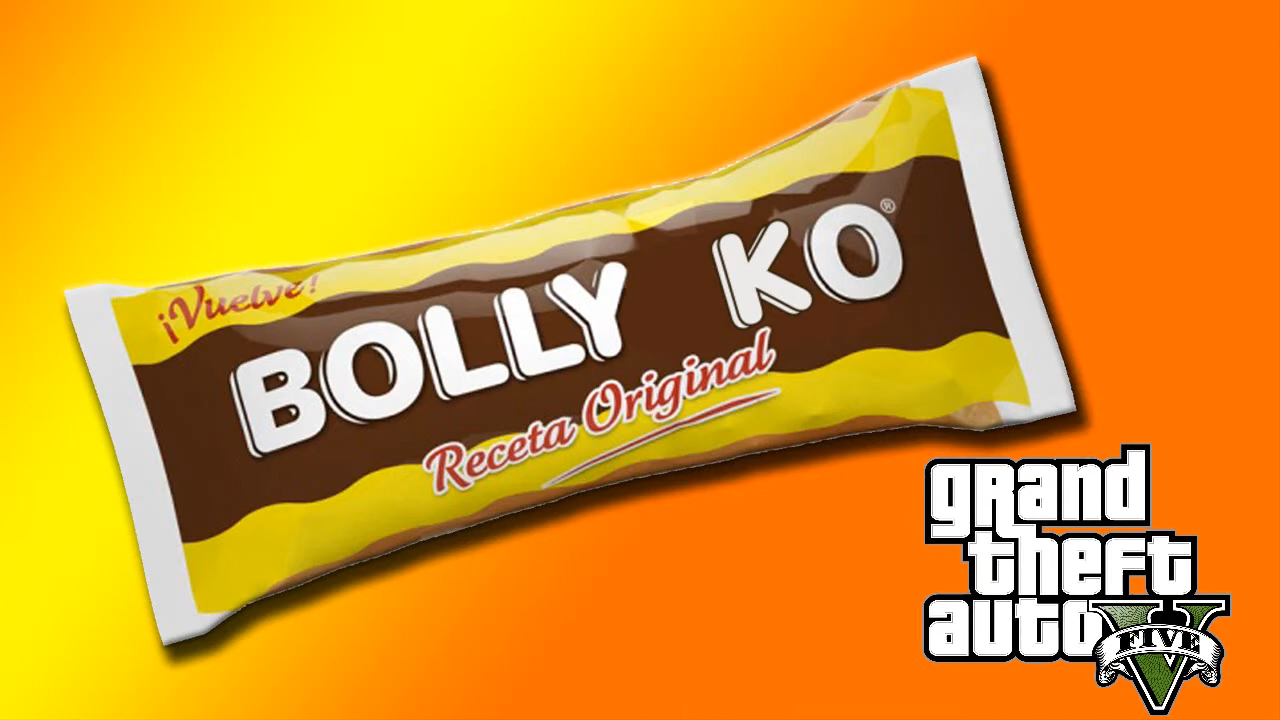 ¡Vuelve!
BOLLY KO®
Receta Original
grand
theft
auto V
FIVE